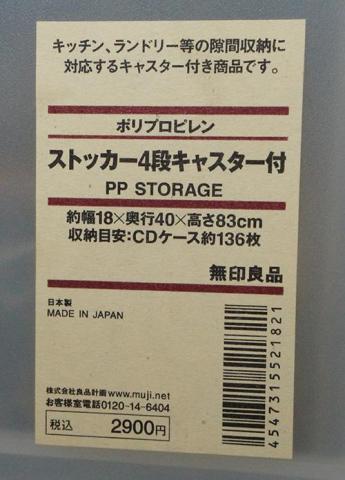 キッチン、ランドリー等の隙間収納に
対応するキャスター付き商品です。
ポリプロピレン
ストッカー4段キャスター付
PP STORAGE
約幅18×奥行40×高さ83cm
収納目安:CDケース約136枚
無印良品
日本製
MADE IN JAPAN
株式会社良品計画 www.muji.net
お客様室電話0120-14-6404
税込 2900円
4547315521821